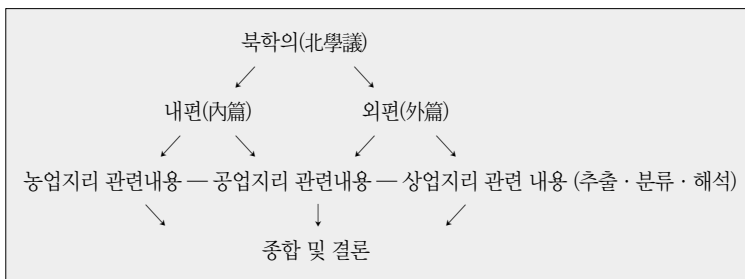 북학의(北學議)
내편(內篇) 외편(外篇)
농업지리 관련내용 — 공업지리 관련내용 — 상업지리 관련 내용 (추출 · 분류 · 해석)
종합 및 결론